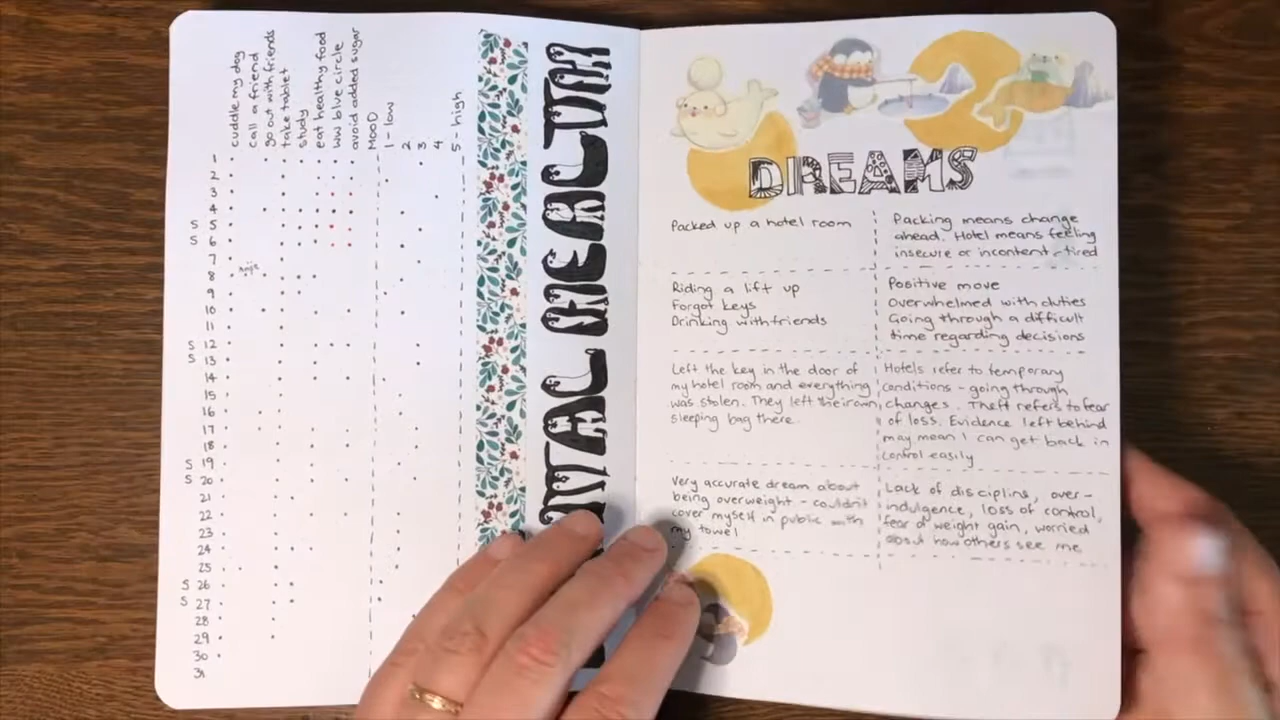 cuddle my dog
call a friend
go out with friends
take tablet
study
eat healthy food
ww blue circle
avoid added sugar
MOOD
1 - low
2
3
4
5 - high
1
2
3
4
S 5
S 6
7
8
9
10
11
S 12
S 13
14
15
16
17
18
S 19
S 20
21
22
23
24
25
S 26
S 27
28
29
30
31
HEALTH
DREAMS
Packed up a hotel room
Packing means change
ahead. Hotel means feeling
insecure or incontent - tired
Riding a lift up
Forgot keys
Drinking with friends
Positive move
Overwhelmed with duties
Going through a difficult
time regarding decisions
Left the key in the door of
my hotel room and everything
was stolen. They left their own
sleeping bag there.
Hotels refer to temporary
conditions - going through
changes. Theft refers to fear
of loss. Evidence left behind
may mean I can get back in
control easily
Very accurate dream about
being overweight - couldn't
cover myself in public with
my towel
Lack of discipline, over-
indulgence, loss of control,
fear of weight gain, worried
about how others see me